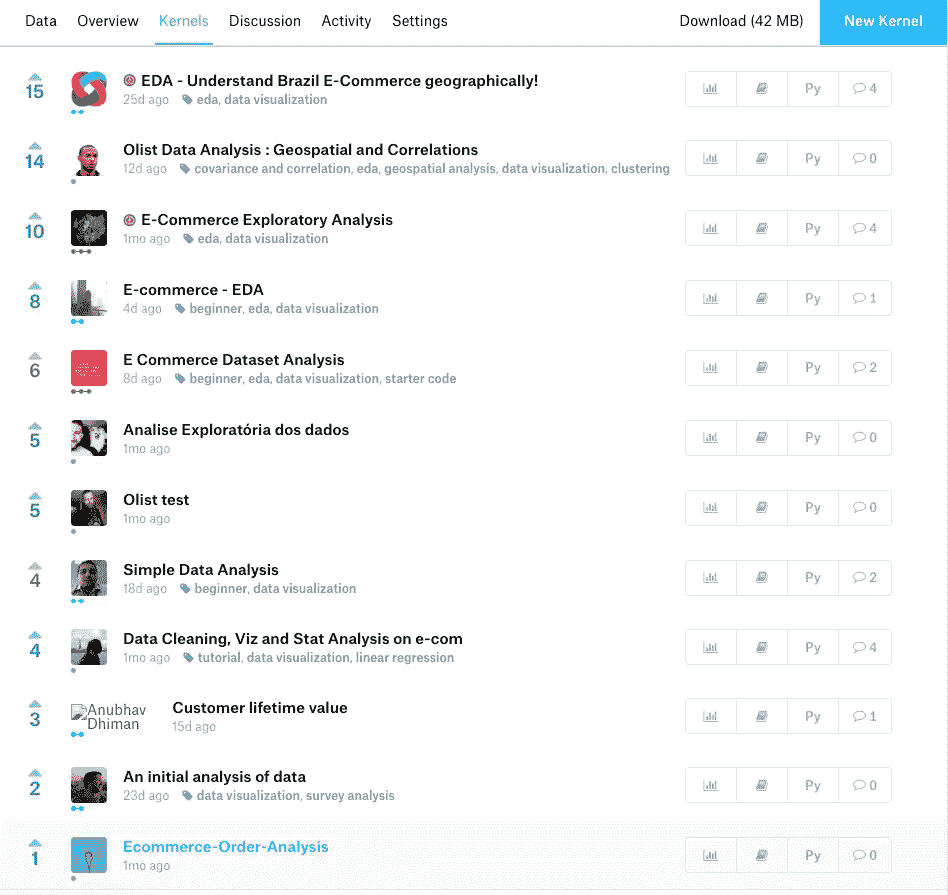 Data Overview Kernels Discussion Activity Settings Download (42 MB) New Kernel
15 EDA - Understand Brazil E-Commerce geographically! Py 4
25d ago eda, data visualization
14 Olist Data Analysis : Geospatial and Correlations Py 0
12d ago covariance and correlation, eda, geospatial analysis, data visualization, clustering
10 E-Commerce Exploratory Analysis Py 4
1mo ago eda, data visualization
8 E-commerce - EDA Py 1
4d ago beginner, eda, data visualization
6 E Commerce Dataset Analysis Py 2
8d ago beginner, eda, data visualization, starter code
5 Analise Exploratória dos dados Py 0
1mo ago
5 Olist test Py 0
1mo ago
4 Simple Data Analysis Py 2
18d ago beginner, data visualization
4 Data Cleaning, Viz and Stat Analysis on e-com Py 4
1mo ago tutorial, data visualization, linear regression
3 Anubhav Customer lifetime value Py 1
Dhiman 15d ago
2 An initial analysis of data Py 0
23d ago data visualization, survey analysis
1 Ecommerce-Order-Analysis Py 0
1mo ago